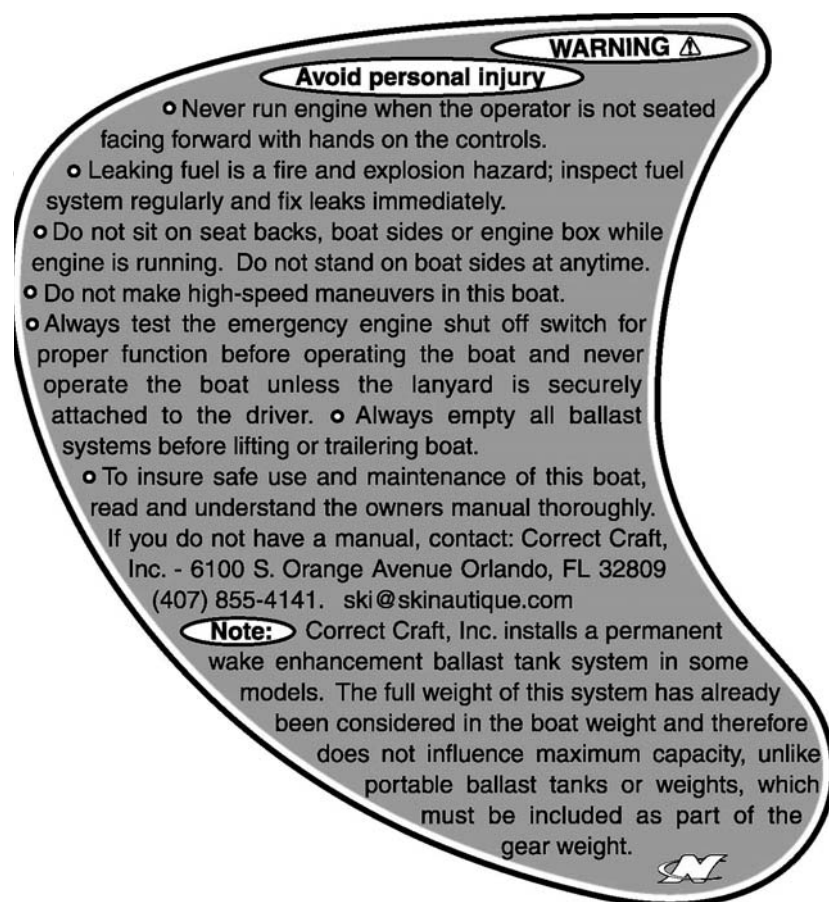 WARNING ⚠
Avoid personal injury
Never run engine when the operator is not seated
facing forward with hands on the controls.
Leaking fuel is a fire and explosion hazard; inspect fuel
system regularly and fix leaks immediately.
Do not sit on seat backs, boat sides or engine box while
engine is running. Do not stand on boat sides at anytime.
Do not make high-speed maneuvers in this boat.
Always test the emergency engine shut off switch for
proper function before operating the boat and never
operate the boat unless the lanyard is securely
attached to the driver. Always empty all ballast
systems before lifting or trailering boat.
To insure safe use and maintenance of this boat,
read and understand the owners manual thoroughly.
If you do not have a manual, contact: Correct Craft,
Inc. - 6100 S. Orange Avenue Orlando, FL 32809
(407) 855-4141. ski@skinautique.com
Note: Correct Craft, Inc. installs a permanent
wake enhancement ballast tank system in some
models. The full weight of this system has already
been considered in the boat weight and therefore
does not influence maximum capacity, unlike
portable ballast tanks or weights, which
must be included as part of the
gear weight.
N